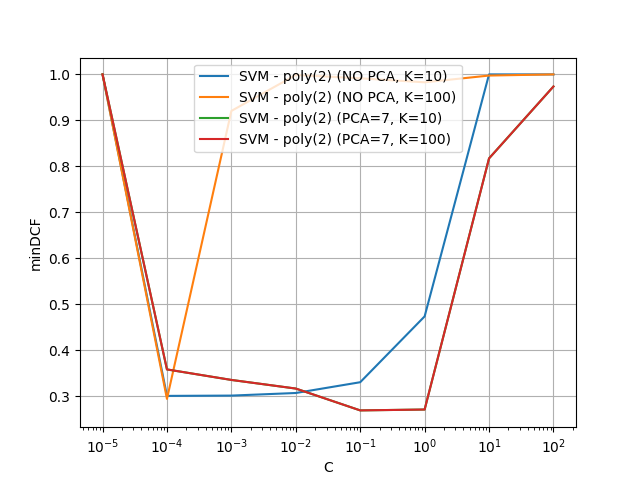 SVM - poly(2) (NO PCA, K=10)
SVM - poly(2) (NO PCA, K=100)
SVM - poly(2) (PCA=7, K=10)
SVM - poly(2) (PCA=7, K=100)
minDCF
1.0
0.9
0.8
0.7
0.6
0.5
0.4
0.3
10⁻⁵ 10⁻⁴ 10⁻³ 10⁻² 10⁻¹ 10⁰ 10¹ 10²
C